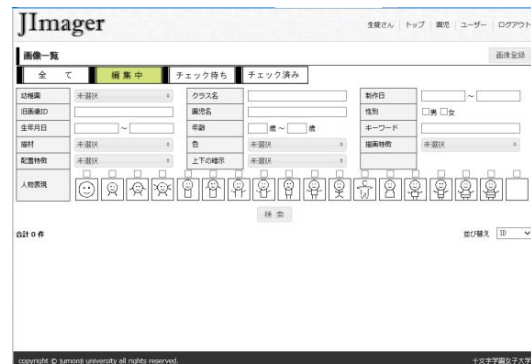 JImager
生徒さん | トップ | 園児 | ユーザー | ログアウト
画像一覧
画像登録
全 て
編 集 中
チェック待ち
チェック済み
幼稚園 未選択 クラス名 制作日 ～
旧画像ID 園児名 性別 男 女
生年月日 ～ 年齢 歳 ～ 歳 キーワード
描材 未選択 色 未選択 描画特徴 未選択
配置特徴 未選択 上下の暗示 未選択
人物表現
検 索
合計 0 件
並び替え ID
copyright © jumonji university all rights reserved.
十文字学園女子大学